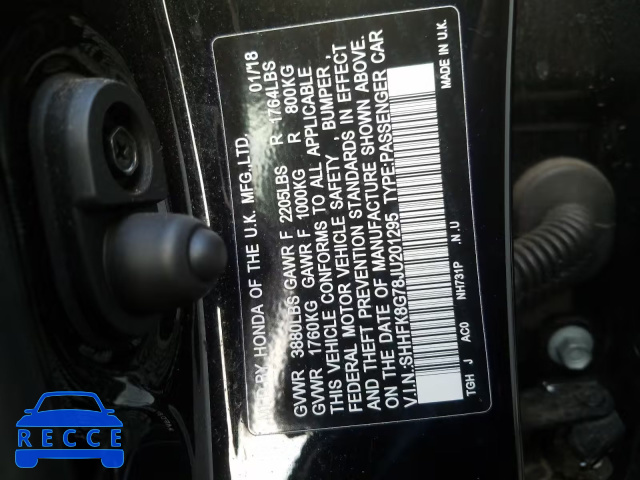 MFD.BY HONDA OF THE U.K. MFG.,LTD. 01/18
GVWR 3880LBS GAWR F 2205LBS R 1764LBS
GVWR 1760KG GAWR F 1000KG R 800KG
THIS VEHICLE CONFORMS TO ALL APPLICABLE
FEDERAL MOTOR VEHICLE SAFETY , BUMPER ,
AND THEFT PREVENTION STANDARDS IN EFFECT
ON THE DATE OF MANUFACTURE SHOWN ABOVE.
V.I.N.:SHHFK8G78JU201295 TYPE:PASSENGER CAR
TGH J AC0 NH731P .N.U MADE IN U.K.
RECCE